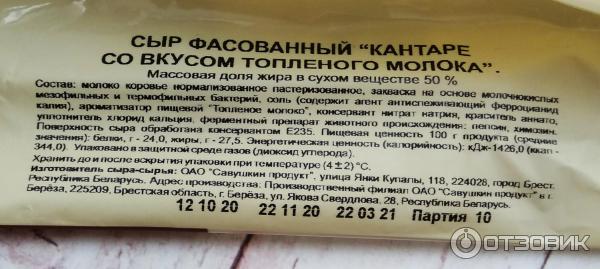 СЫР ФАСОВАННЫЙ "КАНТАРЕ
СО ВКУСОМ ТОПЛЕНОГО МОЛОКА".
Массовая доля жира в сухом веществе 50 %
Состав: молоко коровье нормализованное пастеризованное, закваска на основе молочнокислых
мезофильных и термофильных бактерий, соль (содержит агент антислеживающий ферроцианид
калия), ароматизатор пищевой "Топленое молоко", консервант нитрат натрия, краситель аннато,
уплотнитель хлорид кальция, ферментный препарат животного происхождения: пепсин, химозин.
Поверхность сыра обработана консервантом Е235. Пищевая ценность 100 г продукта (средние
значения): белки, г - 24,0, жиры, г - 27,5. Энергетическая ценность (калорийность): кДж-1426,0 (ккал-
344,0). Упаковано в защитной среде газа (диоксид углерода).
Хранить до и после вскрытия упаковки при температуре (4±2) °С.
Изготовитель сыра-сырья: ОАО "Савушкин продукт", улица Янки Купалы, 118, 224028, город Брест,
Республика Беларусь. Адрес производства: Производственный филиал ОАО "Савушкин продукт" в г.
Берёза, 225209, Брестская область, г. Берёза, ул. Якова Свердлова, 28, Республика Беларусь.
12 10 20 22 11 20 22 03 21 Партия 10
ОТЗОВИК